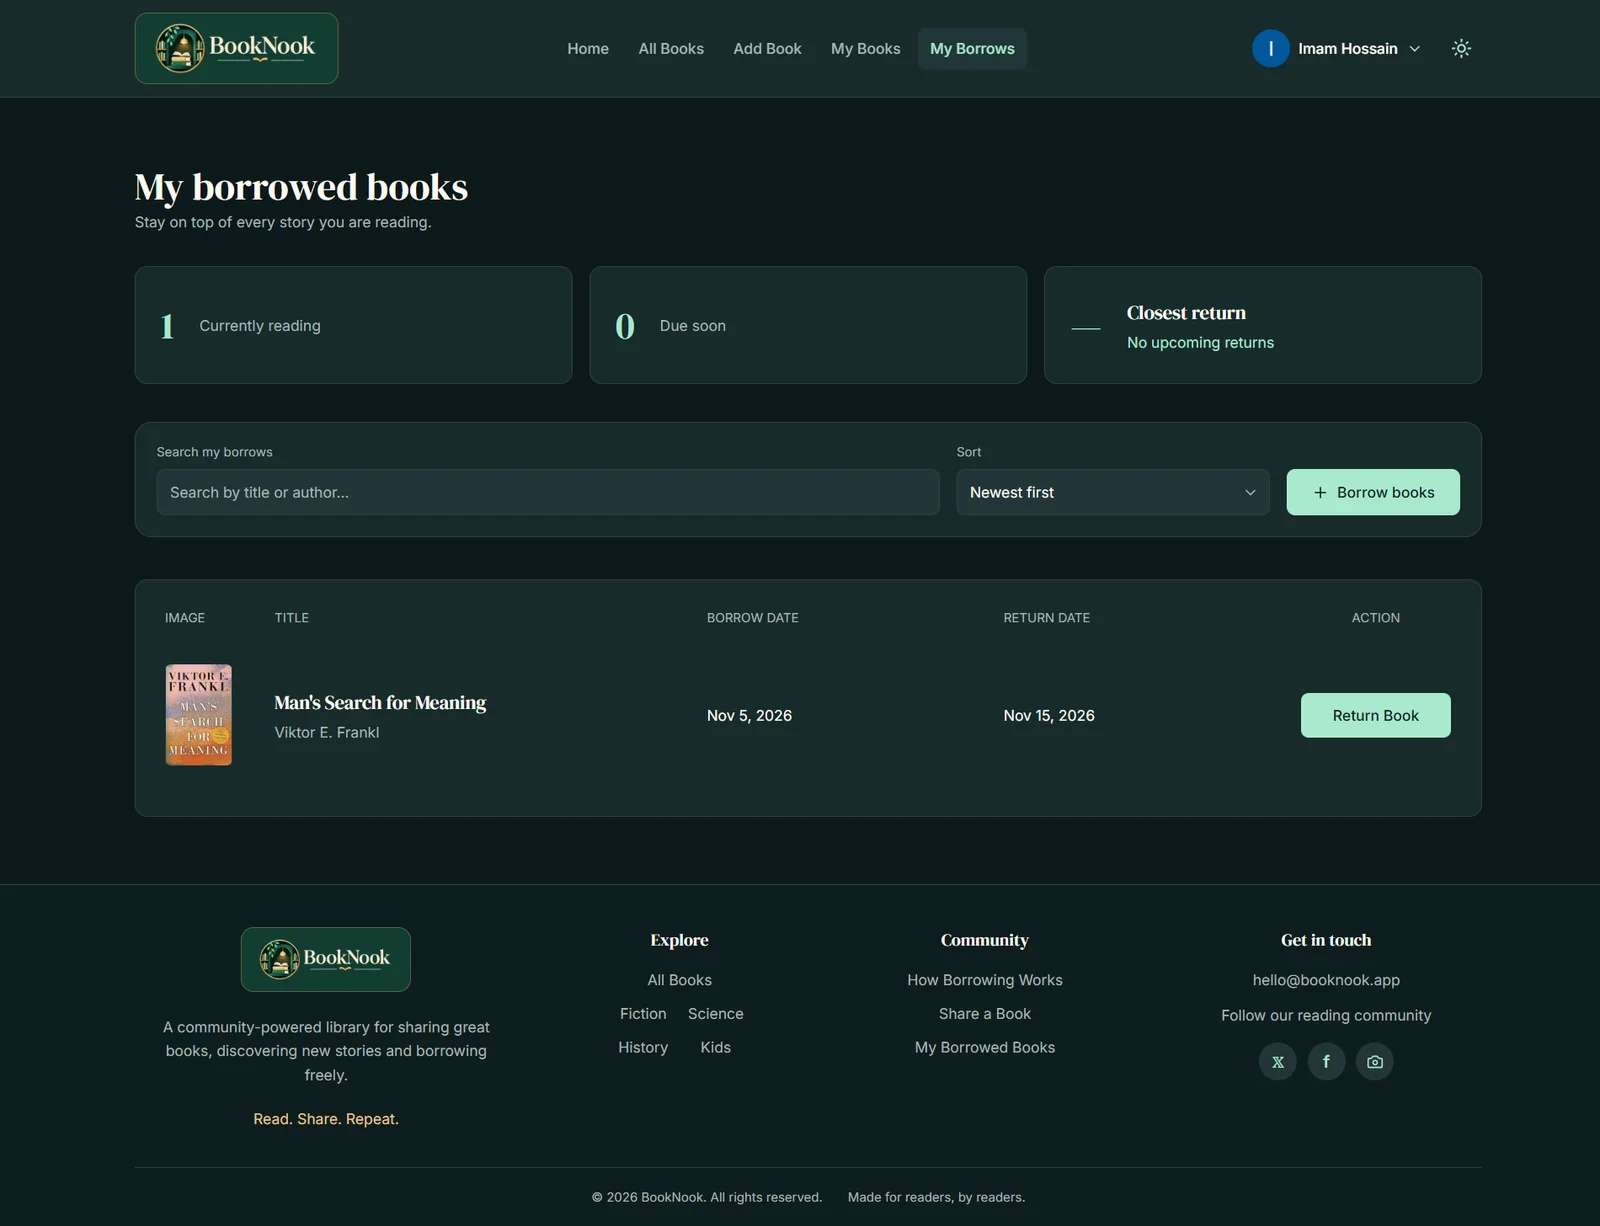 BookNook
Home
All Books
Add Book
My Books
My Borrows
I
Imam Hossain
My borrowed books
Stay on top of every story you are reading.
1
Currently reading
0
Due soon
—
Closest return
No upcoming returns
Search my borrows
Search by title or author...
Sort
Newest first
+ Borrow books
IMAGE
TITLE
BORROW DATE
RETURN DATE
ACTION
VIKTOR E.
FRANKL
MAN'S
SEARCH
FOR
MEANING
Man's Search for Meaning
Viktor E. Frankl
Nov 5, 2026
Nov 15, 2026
Return Book
BookNook
A community-powered library for sharing great
books, discovering new stories and borrowing
freely.
Read. Share. Repeat.
Explore
All Books
Fiction
Science
History
Kids
Community
How Borrowing Works
Share a Book
My Borrowed Books
Get in touch
hello@booknook.app
Follow our reading community
𝕏
f
© 2026 BookNook. All rights reserved.
Made for readers, by readers.